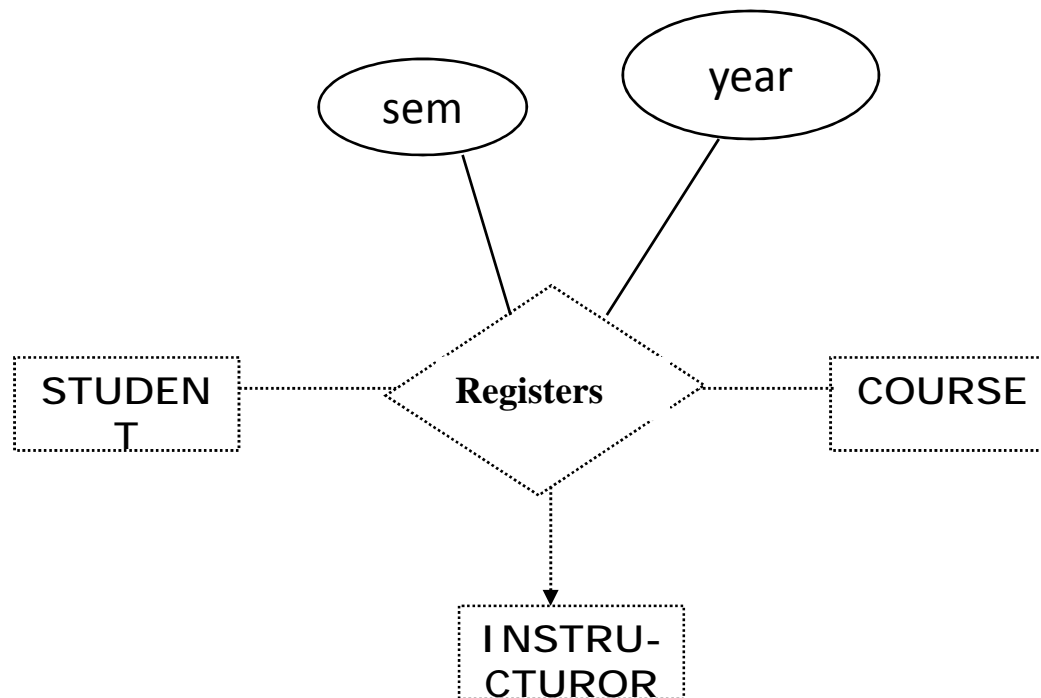 sem
year
STUDEN
T
Registers
COURSE
INSTRU-
CTUROR